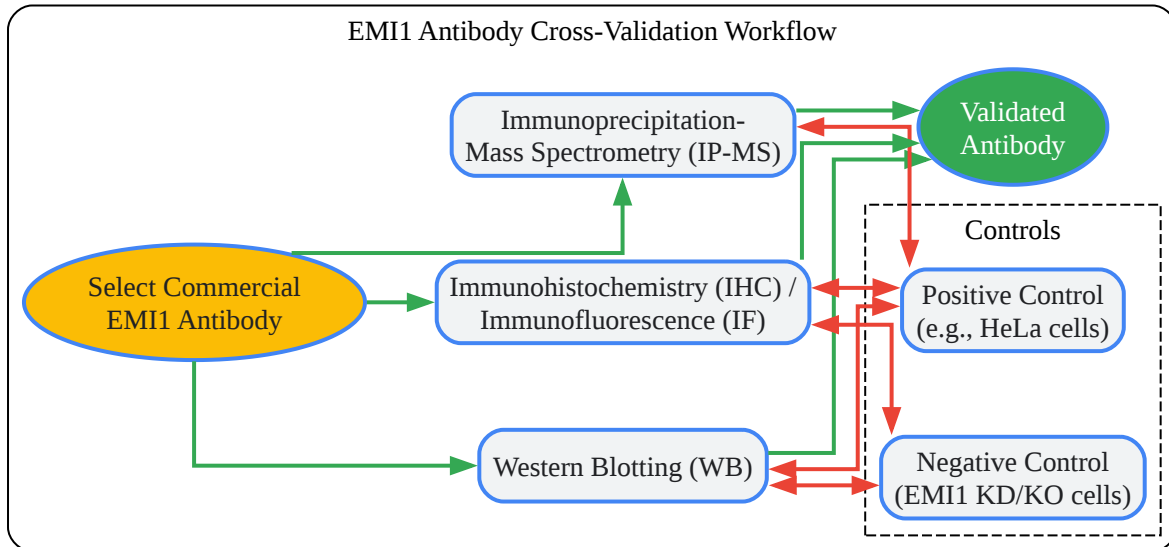 EMI1 Antibody Cross-Validation Workflow
Immunoprecipitation-
Mass Spectrometry (IP-MS)
Validated
Antibody
Controls
Select Commercial
EMI1 Antibody
Immunohistochemistry (IHC) /
Immunofluorescence (IF)
Positive Control
(e.g., HeLa cells)
Western Blotting (WB)
Negative Control
(EMI1 KD/KO cells)